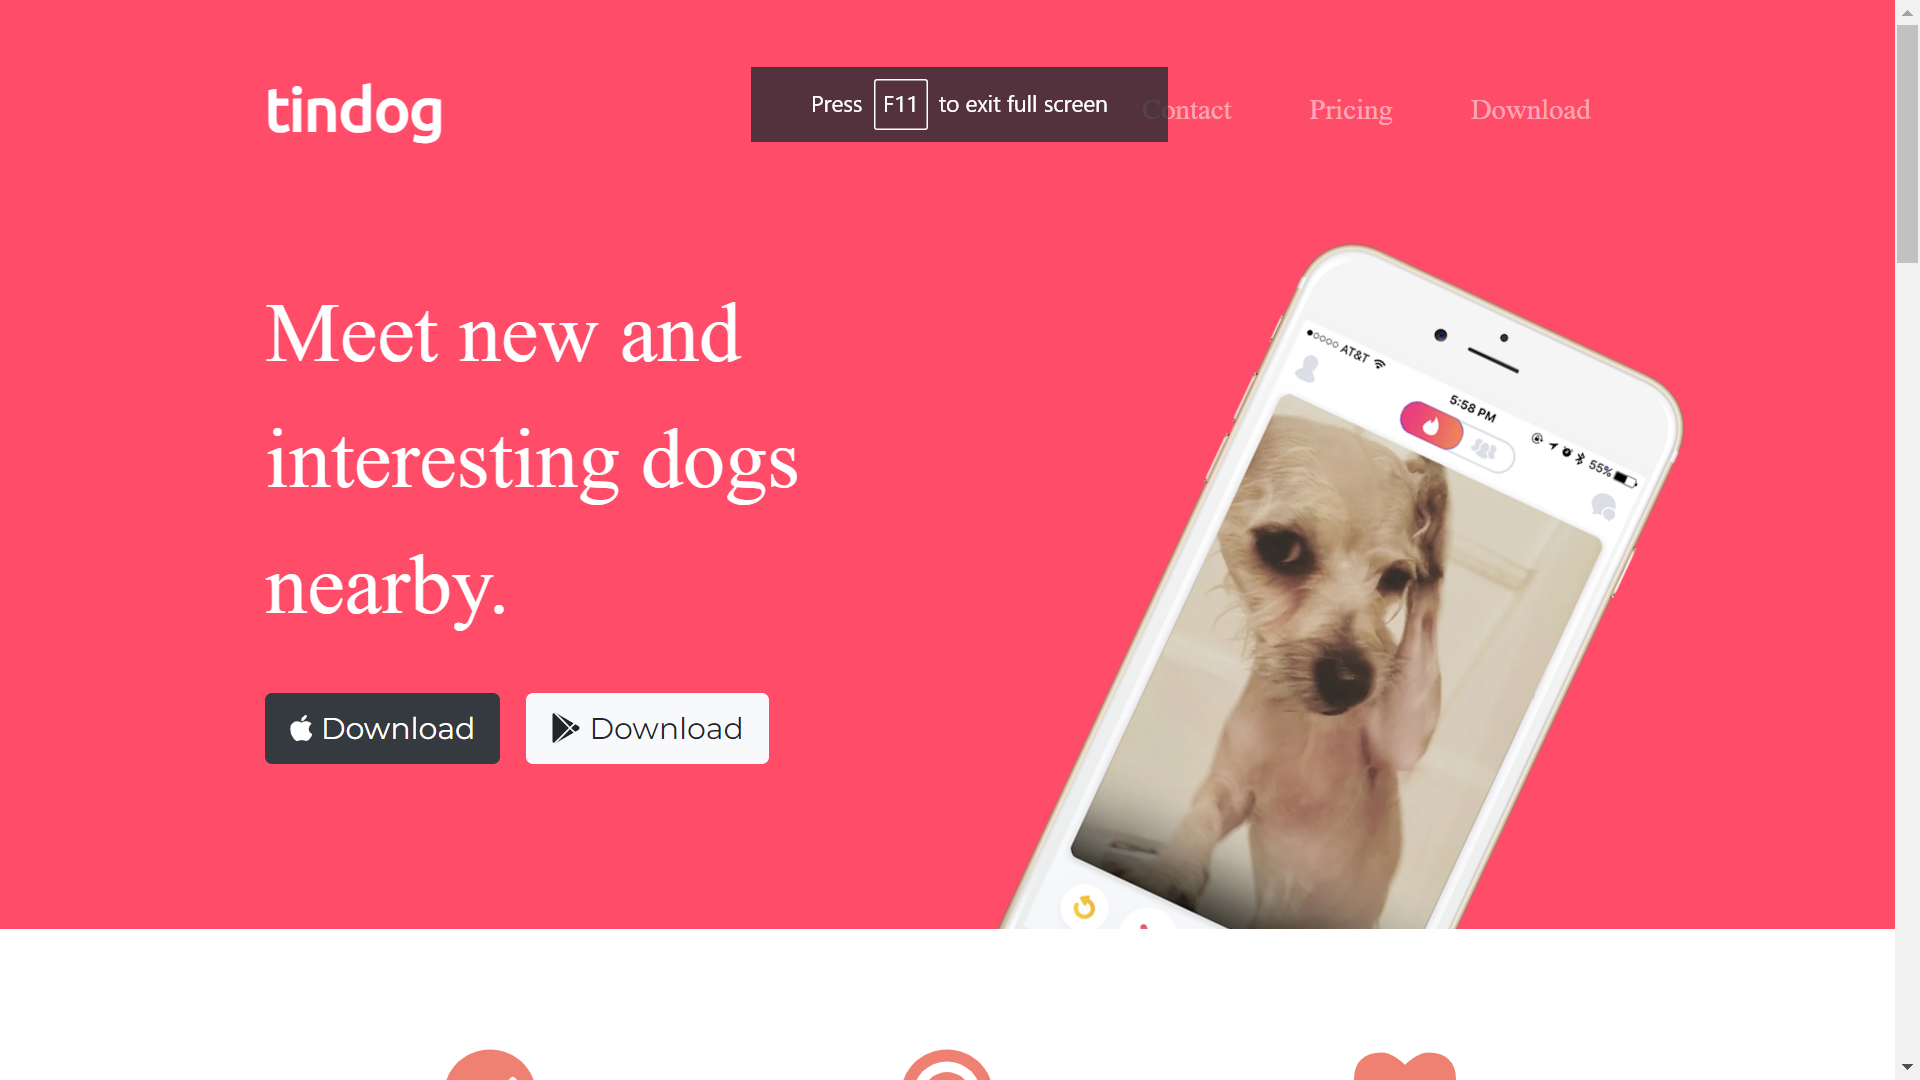 tindog
Press F11 to exit full screen
Contact
Pricing
Download
Meet new and
interesting dogs
nearby.
Download
Download
AT&T
5:58 PM
55%